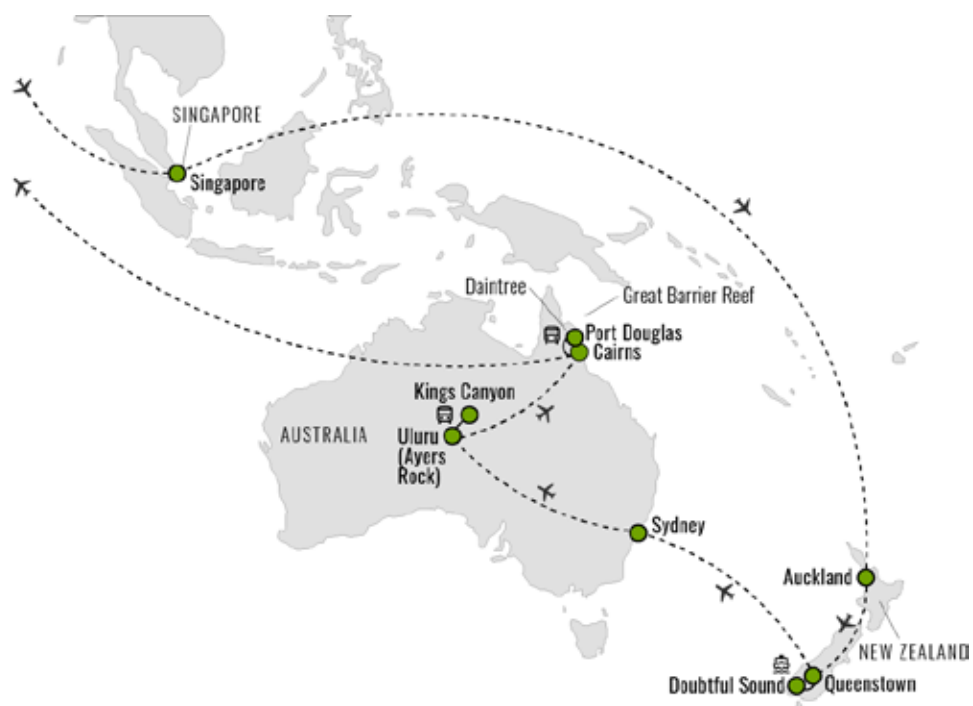 SINGAPORE
Singapore
Daintree
Great Barrier Reef
Port Douglas
Cairns
Kings Canyon
AUSTRALIA
Uluru
(Ayers
Rock)
Sydney
Auckland
NEW ZEALAND
Doubtful Sound
Queenstown